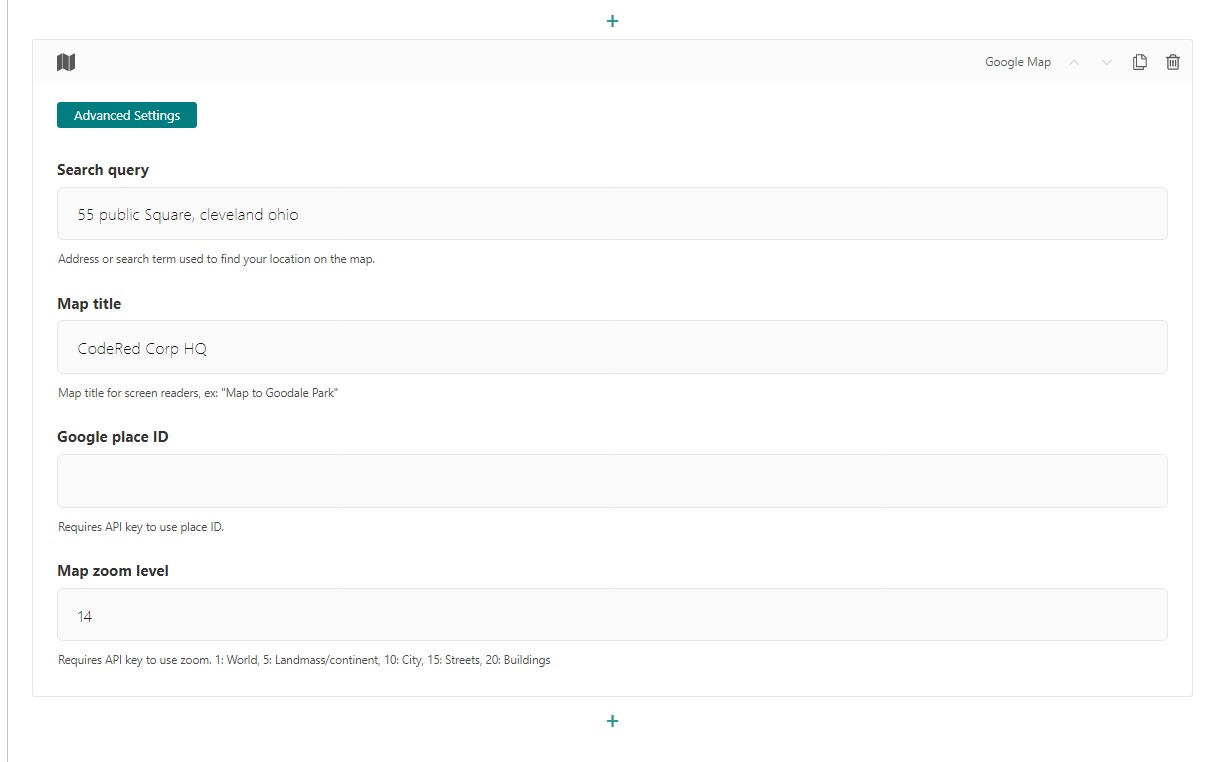 +
Google Map
Advanced Settings
Search query
55 public Square, cleveland ohio
Address or search term used to find your location on the map.
Map title
CodeRed Corp HQ
Map title for screen readers, ex: "Map to Goodale Park"
Google place ID
Requires API key to use place ID.
Map zoom level
14
Requires API key to use zoom. 1: World, 5: Landmass/continent, 10: City, 15: Streets, 20: Buildings
+